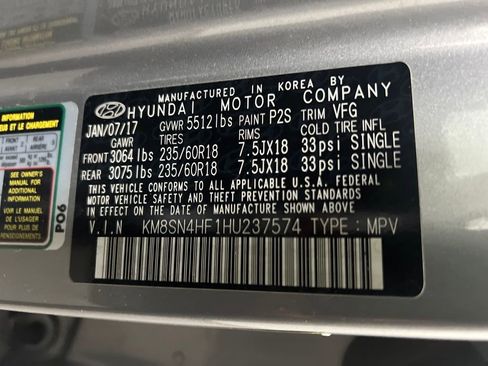 MANUFACTURED IN KOREA BY
HYUNDAI MOTOR COMPANY
JAN/07/17 GVWR 5512lbs PAINT P2S TRIM VFG
GAWR TIRES RIMS COLD TIRE INFL
FRONT 3064 lbs 235/60R18 7.5JX18 33psi SINGLE
REAR 3075 lbs 235/60R18 7.5JX18 33psi SINGLE
THIS VEHICLE CONFORMS TO ALL APPLICABLE U.S.A. FEDERAL
MOTOR VEHICLE SAFETY, BUMPER, AND THEFT PREVENTION STANDARDS
IN EFFECT ON THE DATE OF MANUFACTURE SHOWN ABOVE.
V.I.N KM8SN4HF1HU237574 TYPE : MPV
INFORMATION
SEE OWNER'S
MANUAL FOR
VOIR LE MANUEL
DE L'USAGER
POUR PLUS DE
P06